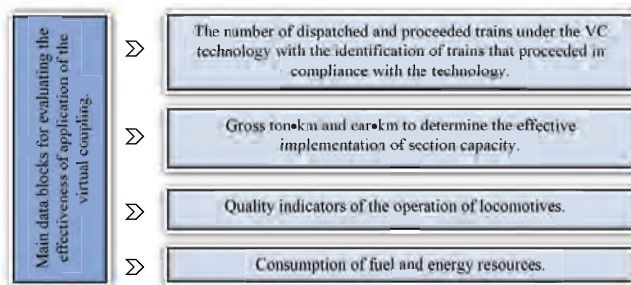 Main data blocks for evaluating the
effectiveness of application of the
virtual coupling.
The number of dispatched and proceeded trains under the VC
technology with the identification of trains that proceeded in
compliance with the technology.
Gross ton•km and car•km to determine the effective
implementation of section capacity.
Quality indicators of the operation of locomotives.
Consumption of fuel and energy resources.